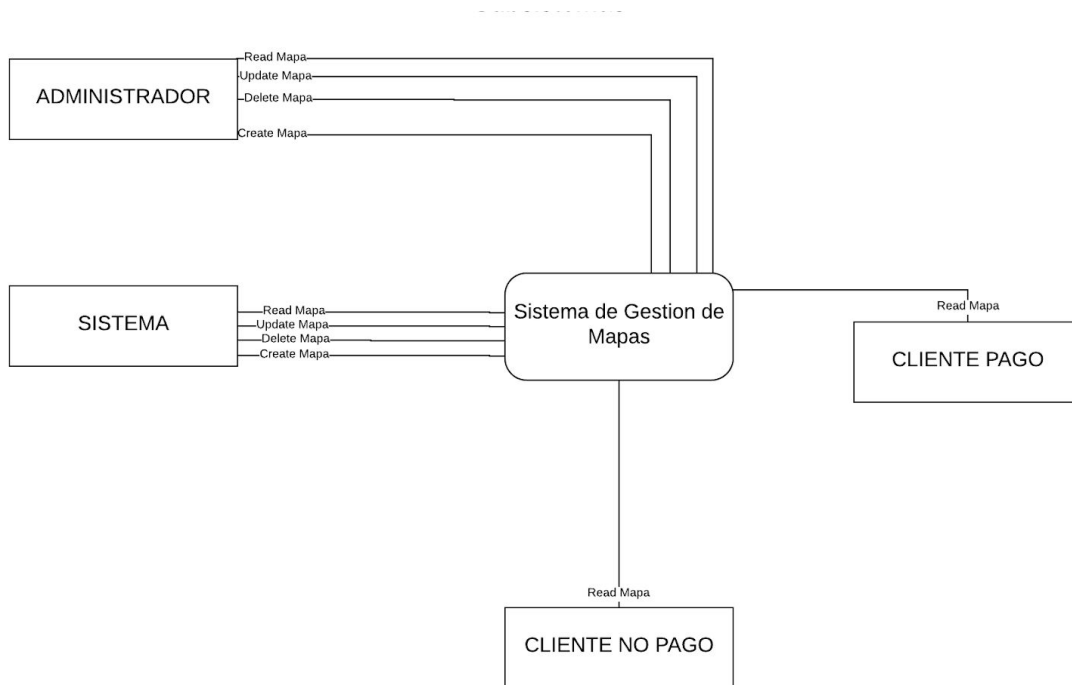 Read Mapa
Update Mapa
ADMINISTRADOR
Delete Mapa
Create Mapa
SISTEMA
Read Mapa
Update Mapa
Delete Mapa
Create Mapa
Sistema de Gestion de
Mapas
Read Mapa
CLIENTE PAGO
Read Mapa
CLIENTE NO PAGO